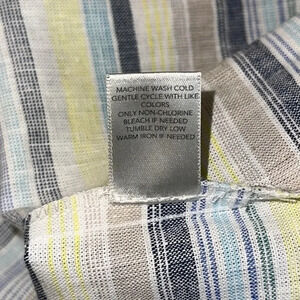 MACHINE WASH COLD
GENTLE CYCLE WITH LIKE
COLORS
ONLY NON-CHLORINE
BLEACH IF NEEDED
TUMBLE DRY LOW
WARM IRON IF NEEDED